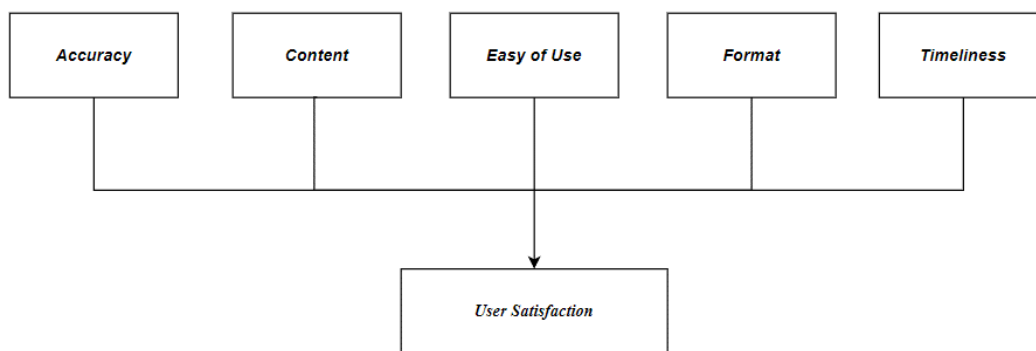 Accuracy
Content
Easy of Use
Format
Timeliness
User Satisfaction